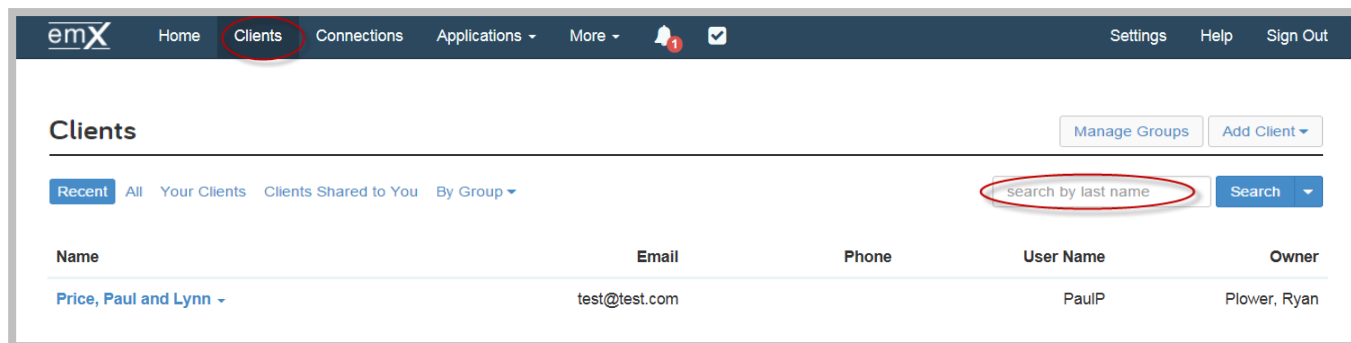 emX Home Clients Connections Applications More 1 Settings Help Sign Out
Clients Manage Groups Add Client
Recent All Your Clients Clients Shared to You By Group search by last name Search
Name Email Phone User Name Owner
Price, Paul and Lynn test@test.com PaulP Plower, Ryan